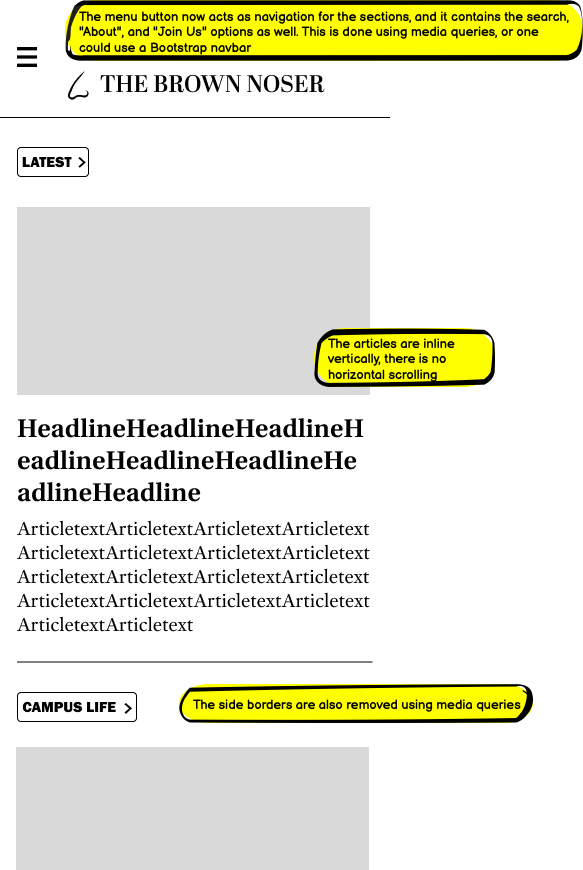 The menu button now acts as navigation for the sections, and it contains the search,
"About", and "Join Us" options as well. This is done using media queries, or one
could use a Bootstrap navbar
THE BROWN NOSER
LATEST >
The articles are inline
vertically, there is no
horizontal scrolling
HeadlineHeadlineHeadlineH
eadlineHeadlineHeadlineHe
adlineHeadline
ArticletextArticletextArticletextArticletext
ArticletextArticletextArticletextArticletext
ArticletextArticletextArticletextArticletext
ArticletextArticletextArticletextArticletext
ArticletextArticletext
CAMPUS LIFE >
The side borders are also removed using media queries